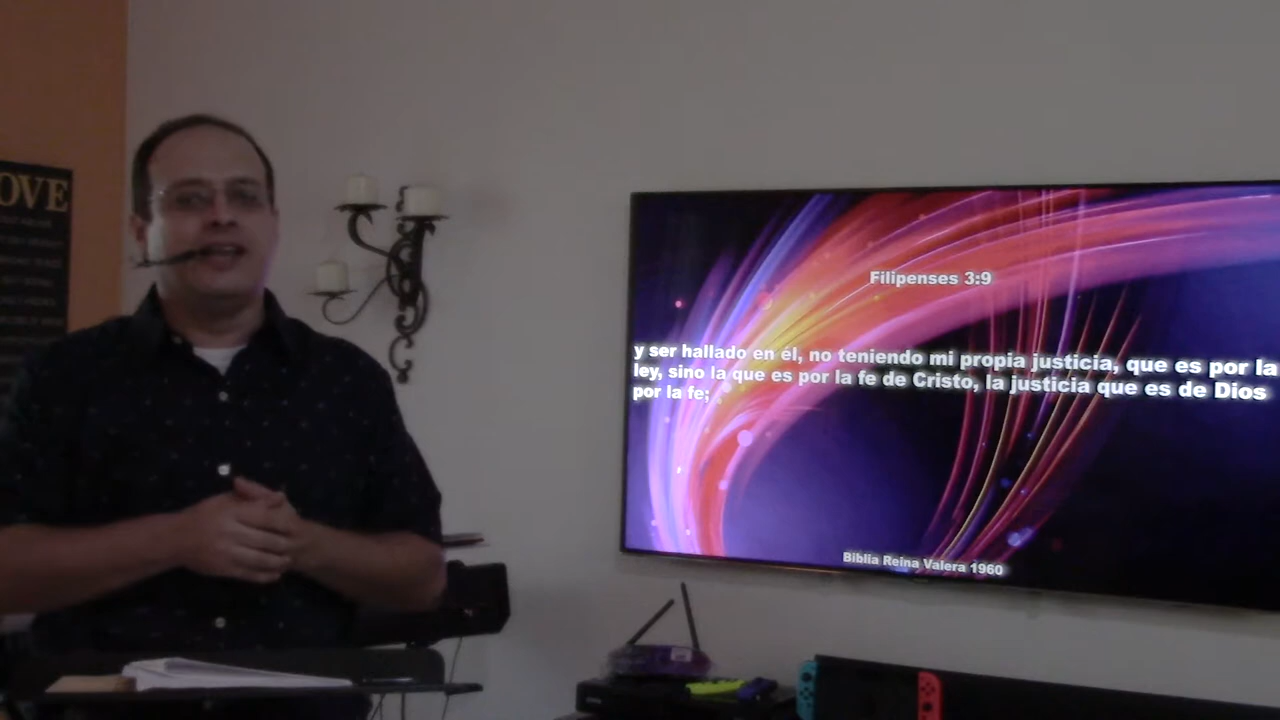 OVE
Filipenses 3:9
y ser hallado en él, no teniendo mi propia justicia, que es por la
ley, sino la que es por la fe de Cristo, la justicia que es de Dios
por la fe;
Biblia Reina Valera 1960